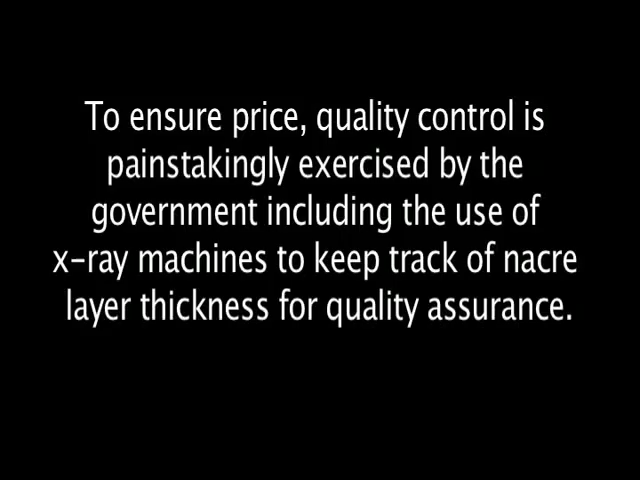 To ensure price, quality control is
painstakingly exercised by the
government including the use of
x-ray machines to keep track of nacre
layer thickness for quality assurance.